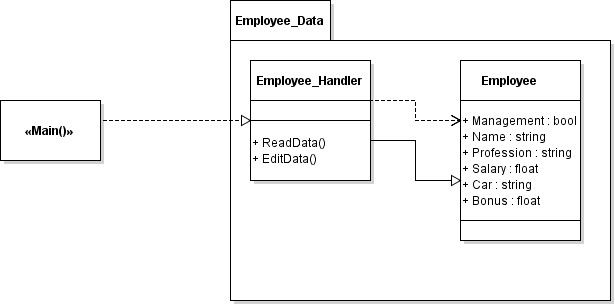 Employee_Data
Employee_Handler
+ ReadData()
+ EditData()
Employee
+ Management : bool
+ Name : string
+ Profession : string
+ Salary : float
+ Car : string
+ Bonus : float
«Main()»